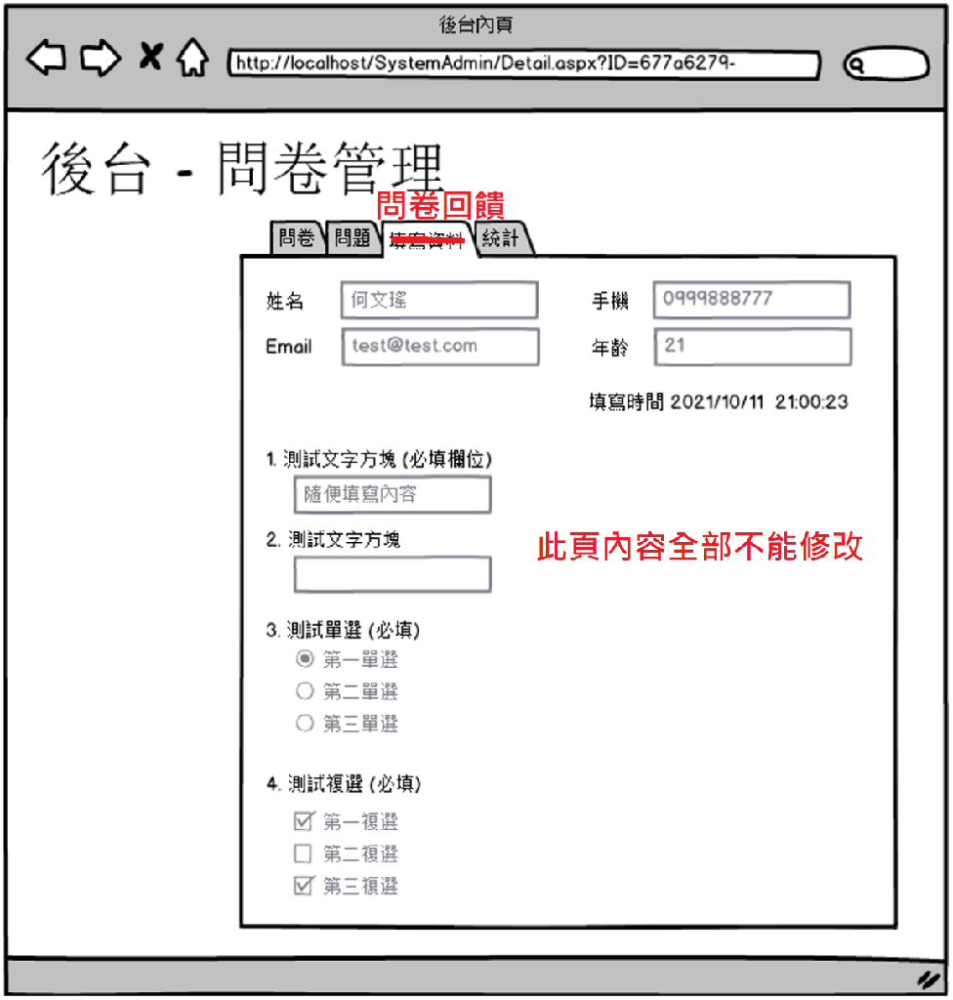 後台內頁
http://localhost/SystemAdmin/Detail.aspx?ID=677a6279-
後台 - 問卷管理
問卷回饋
問卷 問題 填寫資料 統計
姓名 何文瑤 手機 0999888777
Email test@test.com 年齡 21
填寫時間 2021/10/11 21:00:23
1. 測試文字方塊 (必填欄位)
隨便填寫內容
2. 測試文字方塊
此頁內容全部不能修改
3. 測試單選 (必填)
第一單選
第二單選
第三單選
4. 測試複選 (必填)
第一複選
第二複選
第三複選